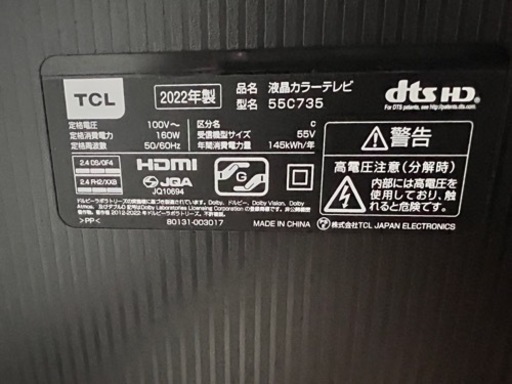 TCL
2022年製
品名 液晶カラーテレビ
型名 55C735
dts HD
定格電圧 100V～
定格消費電力 160W
定格周波数 50/60Hz
区分名 c
受信機型サイズ 55V
年間消費電力量 145kWh/年
警告
高電圧注意（分解時）
内部には高電圧を
使用しており、触
れると危険です。
2.4 DS/OF4
2.4 FH2/XX8
HDMI
JQA
JQ10694
G
>PP<
80131-003017
MADE IN CHINA
株式会社TCL JAPAN ELECTRONICS